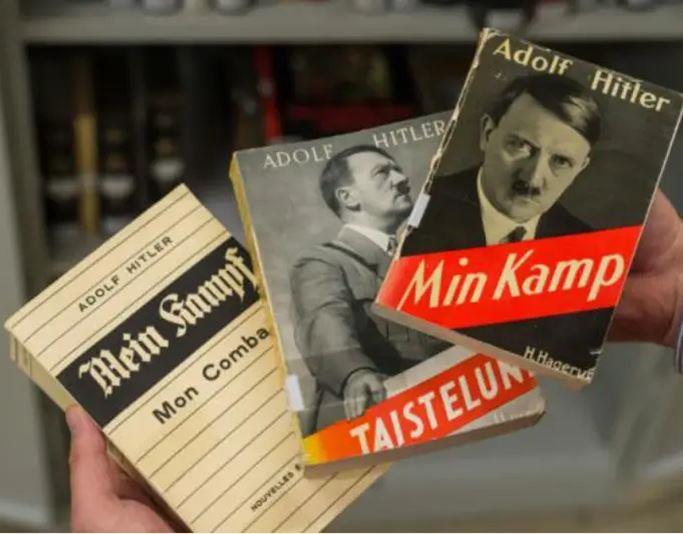 ADOLF HITLER
Mein Kampf
Mon Comba
NOUVELLES
ADOLF HITLER
TAISTELUN
Adolf Hitler
Min Kamp
H. Hagerup